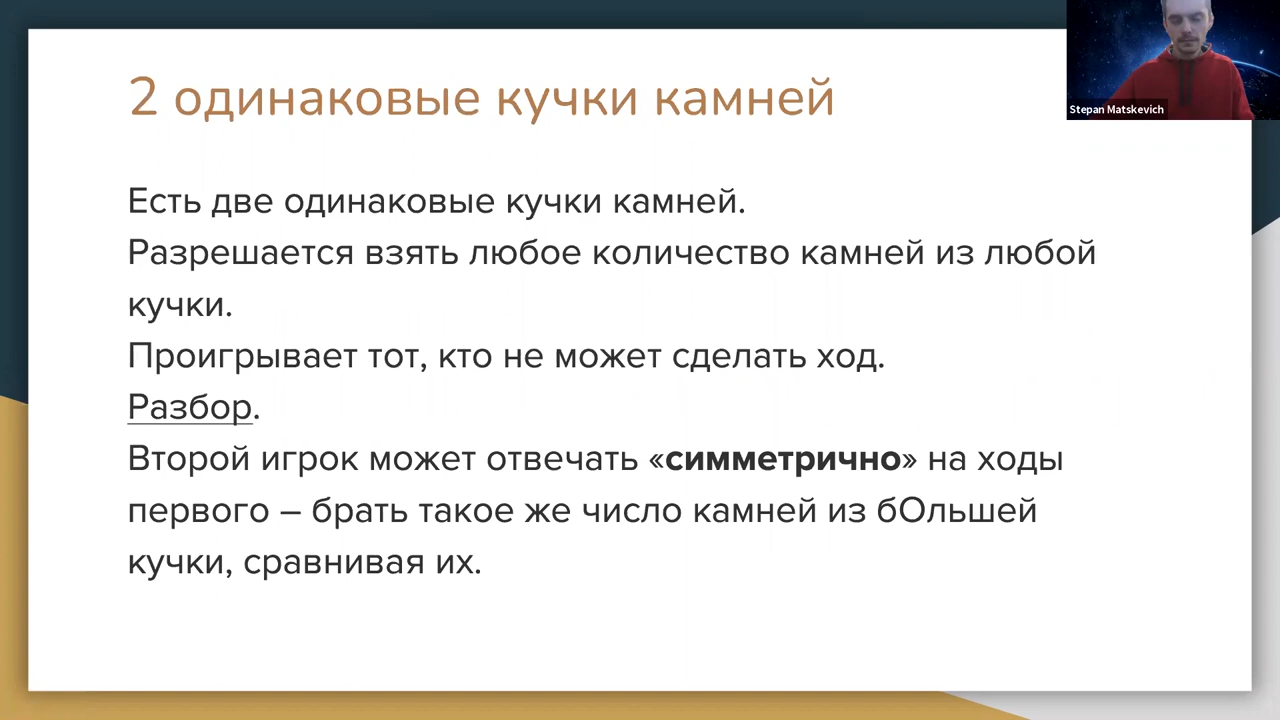 2 одинаковые кучки камней
Stepan Matskevich
Есть две одинаковые кучки камней.
Разрешается взять любое количество камней из любой
кучки.
Проигрывает тот, кто не может сделать ход.
Разбор.
Второй игрок может отвечать «симметрично» на ходы
первого – брать такое же число камней из бОльшей
кучки, сравнивая их.